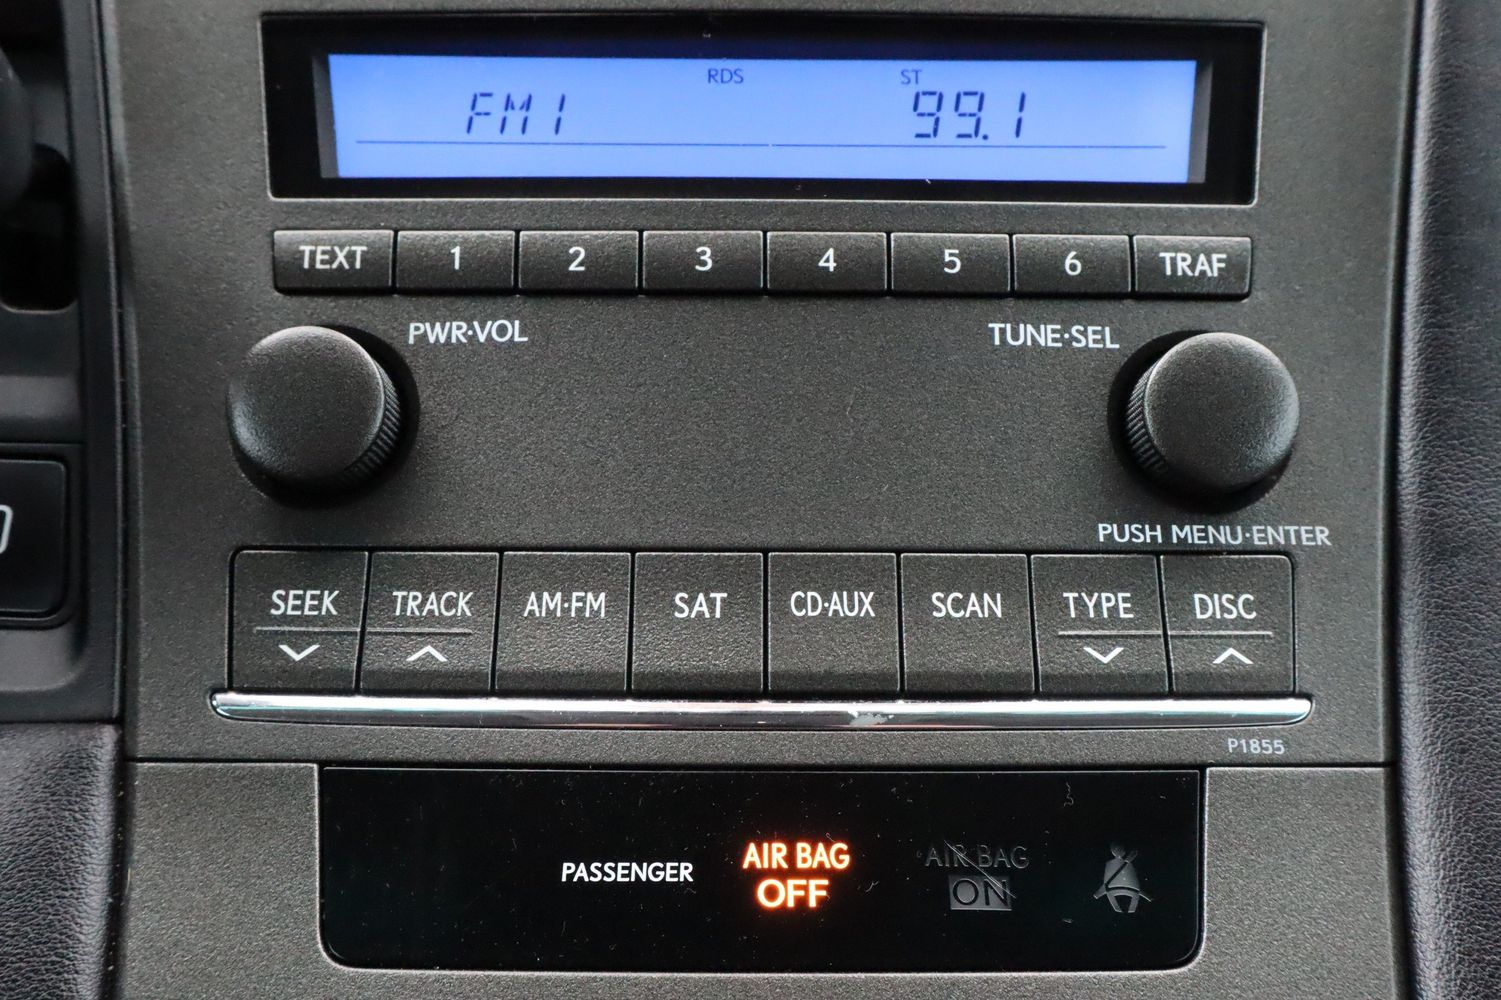 RDS ST
FM1 99.1
TEXT 1 2 3 4 5 6 TRAF
PWR·VOL TUNE·SEL
PUSH MENU·ENTER
SEEK TRACK AM·FM SAT CD·AUX SCAN TYPE DISC
P1855
PASSENGER AIR BAG OFF AIR BAG ON